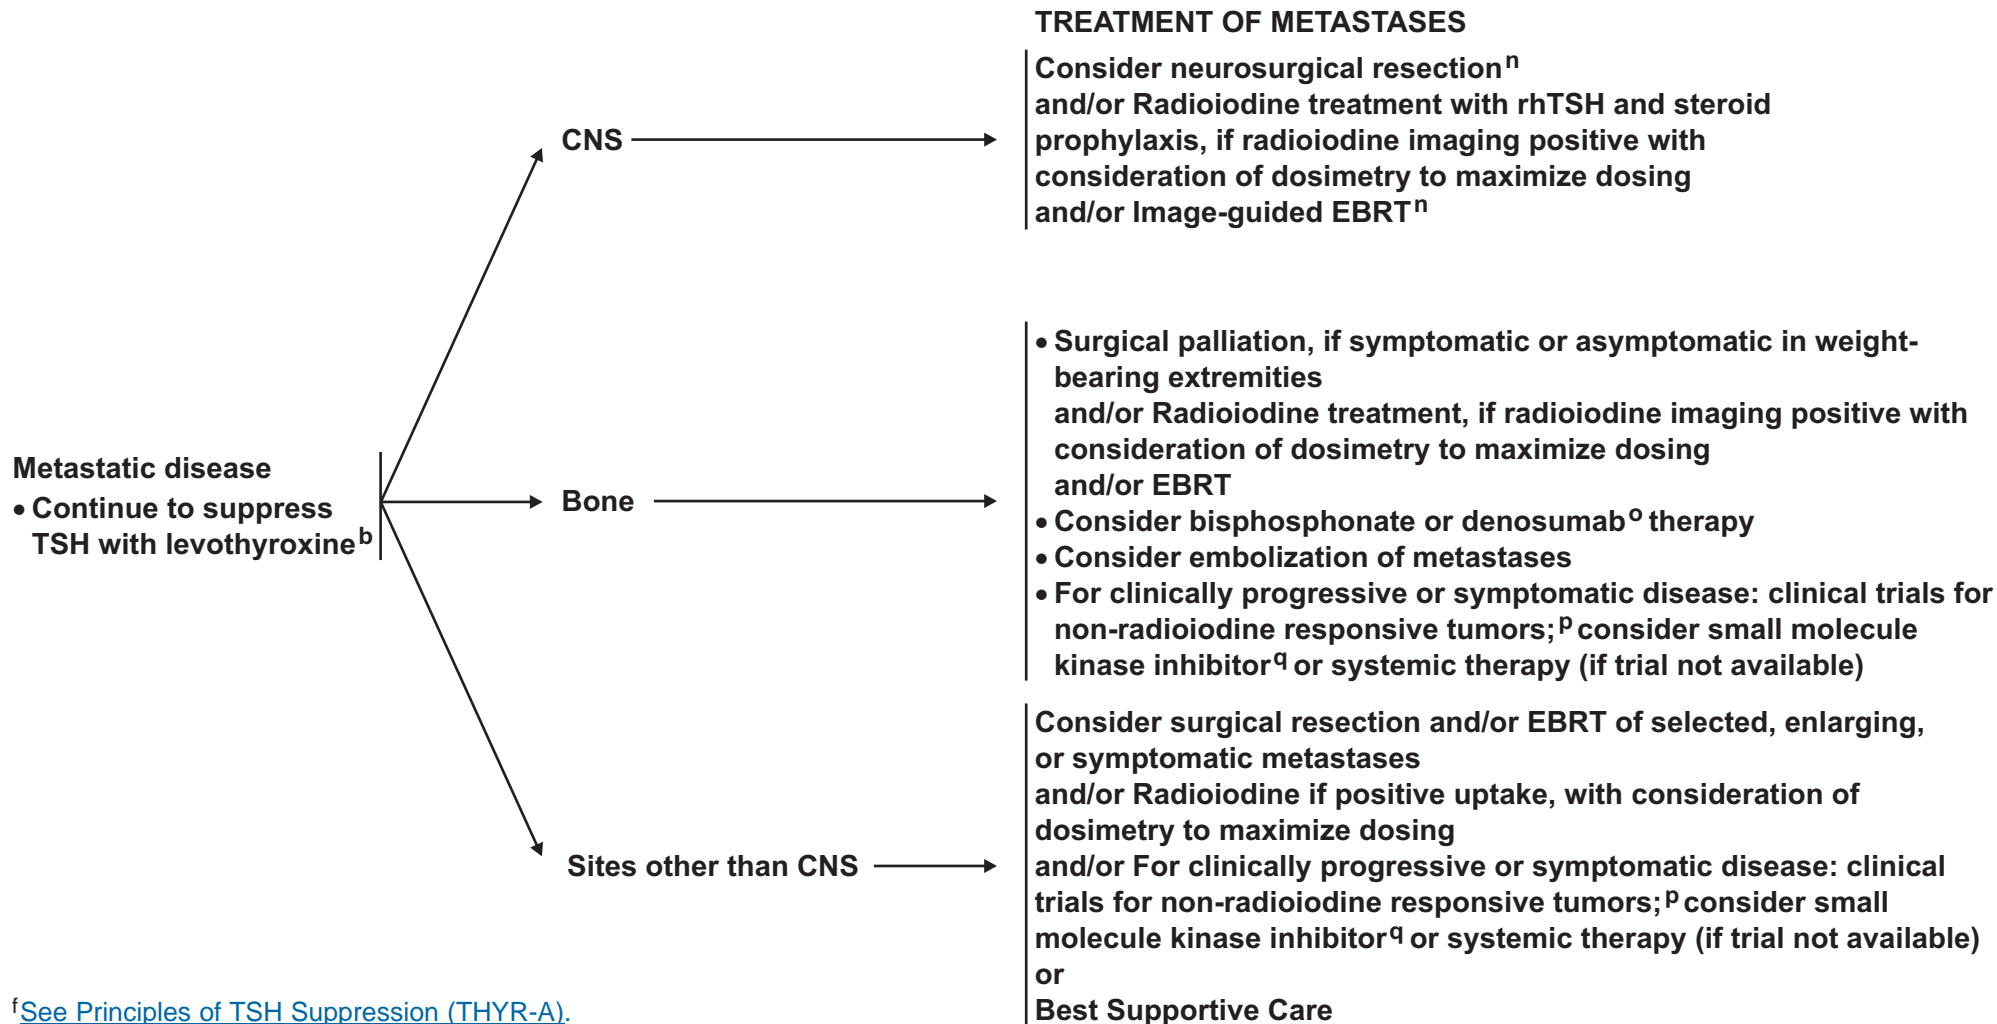 TREATMENT OF METASTASES
Consider neurosurgical resection n
and/or Radioiodine treatment with rhTSH and steroid
prophylaxis, if radioiodine imaging positive with
consideration of dosimetry to maximize dosing
and/or Image-guided EBRT n
CNS
Metastatic disease
• Continue to suppress
TSH with levothyroxine b
Bone
• Surgical palliation, if symptomatic or asymptomatic in weight-
bearing extremities
and/or Radioiodine treatment, if radioiodine imaging positive with
consideration of dosimetry to maximize dosing
and/or EBRT
• Consider bisphosphonate or denosumab o therapy
• Consider embolization of metastases
• For clinically progressive or symptomatic disease: clinical trials for
non-radioiodine responsive tumors; p consider small molecule
kinase inhibitor q or systemic therapy (if trial not available)
Sites other than CNS
Consider surgical resection and/or EBRT of selected, enlarging,
or symptomatic metastases
and/or Radioiodine if positive uptake, with consideration of
dosimetry to maximize dosing
and/or For clinically progressive or symptomatic disease: clinical
trials for non-radioiodine responsive tumors; p consider small
molecule kinase inhibitor q or systemic therapy (if trial not available)
or
Best Supportive Care
f See Principles of TSH Suppression (THYR-A).